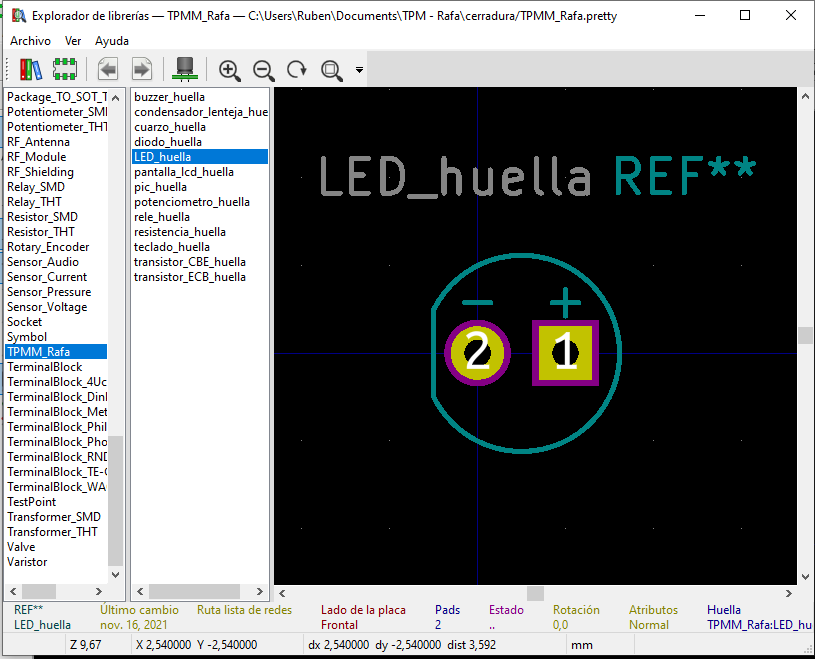 Explorador de librerías — TPMM_Rafa — C:\Users\Ruben\Documents\TPM - Rafa\cerradura/TPMM_Rafa.pretty
Archivo Ver Ayuda
Package_TO_SOT_T
Potentiometer_SMI
Potentiometer_THT
RF_Antenna
RF_Module
RF_Shielding
Relay_SMD
Relay_THT
Resistor_SMD
Resistor_THT
Rotary_Encoder
Sensor_Audio
Sensor_Current
Sensor_Pressure
Sensor_Voltage
Socket
Symbol
TPMM_Rafa
TerminalBlock
TerminalBlock_4Uc
TerminalBlock_Dinl
TerminalBlock_Met
TerminalBlock_Phil
TerminalBlock_Pho
TerminalBlock_RND
TerminalBlock_TE-C
TerminalBlock_WA
TestPoint
Transformer_SMD
Transformer_THT
Valve
Varistor
buzzer_huella
condensador_lenteja_hue
cuarzo_huella
diodo_huella
LED_huella
pantalla_lcd_huella
pic_huella
potenciometro_huella
rele_huella
resistencia_huella
teclado_huella
transistor_CBE_huella
transistor_ECB_huella
LED_huella REF**
− +
2 1
REF** Último cambio Ruta lista de redes Lado de la placa Pads Estado Rotación Atributos Huella
LED_huella nov. 16, 2021 Frontal 2 .. 0,0 Normal TPMM_Rafa:LED_hu
Z 9,67 X 2,540000 Y -2,540000 dx 2,540000 dy -2,540000 dist 3,592 mm